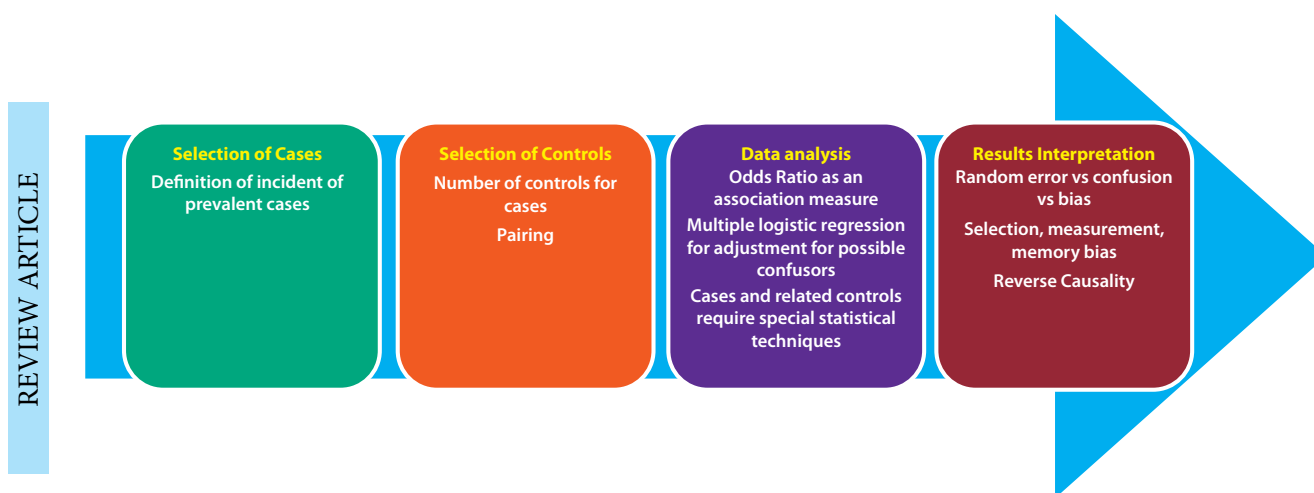 REVIEW ARTICLE
Selection of Cases
Definition of incident of
prevalent cases
Selection of Controls
Number of controls for
cases
Pairing
Data analysis
Odds Ratio as an
association measure
Multiple logistic regression
for adjustment for possible
confusors
Cases and related controls
require special statistical
techniques
Results Interpretation
Random error vs confusion
vs bias
Selection, measurement,
memory bias
Reverse Causality